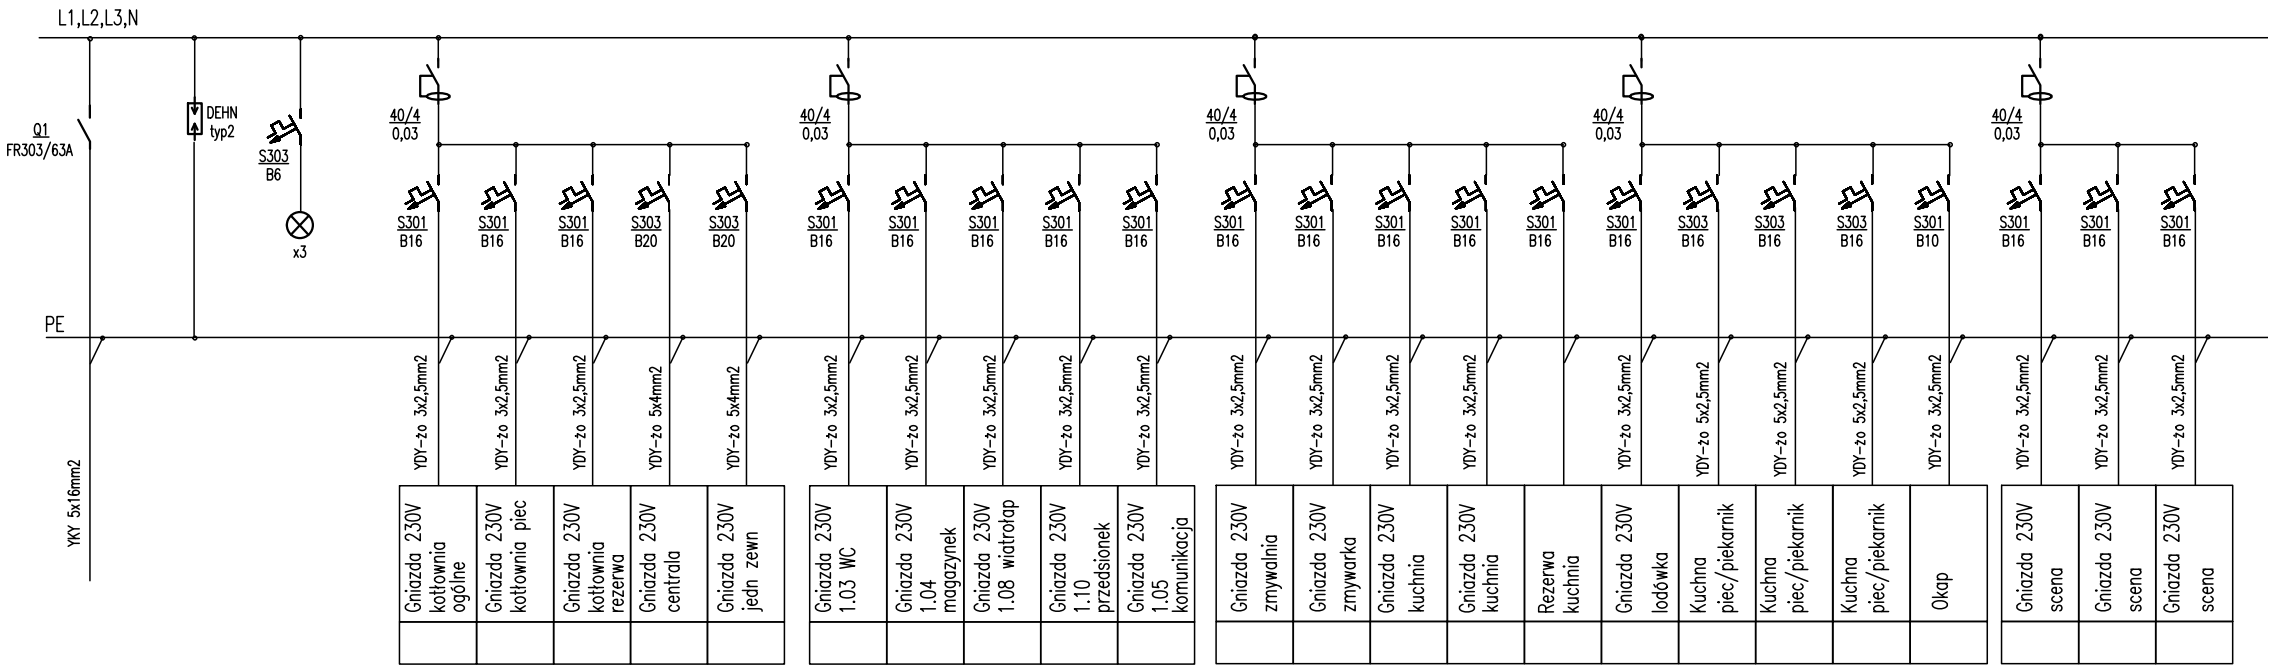 L1,L2,L3,N
Q1
FR303/63A
DEHN
typ2
S303
B6
x3
40/4
0,03
40/4
0,03
40/4
0,03
40/4
0,03
40/4
0,03
S301
B16
S301
B16
S301
B16
S303
B20
S303
B20
S301
B16
S301
B16
S301
B16
S301
B16
S301
B16
S301
B16
S301
B16
S301
B16
S301
B16
S301
B16
S301
B16
S303
B16
S303
B16
S303
B16
S301
B10
S301
B16
S301
B16
S301
B16
PE
YKY 5x16mm2
YDY-żo 3x2,5mm2
YDY-żo 3x2,5mm2
YDY-żo 3x2,5mm2
YDY-żo 5x4mm2
YDY-żo 5x4mm2
YDY-żo 3x2,5mm2
YDY-żo 3x2,5mm2
YDY-żo 3x2,5mm2
YDY-żo 3x2,5mm2
YDY-żo 3x2,5mm2
YDY-żo 3x2,5mm2
YDY-żo 3x2,5mm2
YDY-żo 3x2,5mm2
YDY-żo 3x2,5mm2
YDY-żo 3x2,5mm2
YDY-żo 5x2,5mm2
YDY-żo 5x2,5mm2
YDY-żo 5x2,5mm2
YDY-żo 3x2,5mm2
YDY-żo 3x2,5mm2
YDY-żo 3x2,5mm2
YDY-żo 3x2,5mm2
Gniazda 230V
kotłownia
ogólne
Gniazda 230V
kotłownia piec
Gniazda 230V
kotłownia
rezerwa
Gniazda 230V
centrala
Gniazda 230V
jedn zewn
Gniazda 230V
1.03 WC
Gniazda 230V
1.04
magazynek
Gniazda 230V
1.08 wiatrołap
Gniazda 230V
1.10
przedsionek
Gniazda 230V
1.05
komunikacja
Gniazda 230V
zmywalnia
Gniazda 230V
zmywarka
Gniazda 230V
kuchnia
Gniazda 230V
kuchnia
Rezerwa
kuchnia
Gniazda 230V
lodówka
Kuchna
piec/piekarnik
Kuchna
piec/piekarnik
Kuchna
piec/piekarnik
Okap
Gniazda 230V
scena
Gniazda 230V
scena
Gniazda 230V
scena